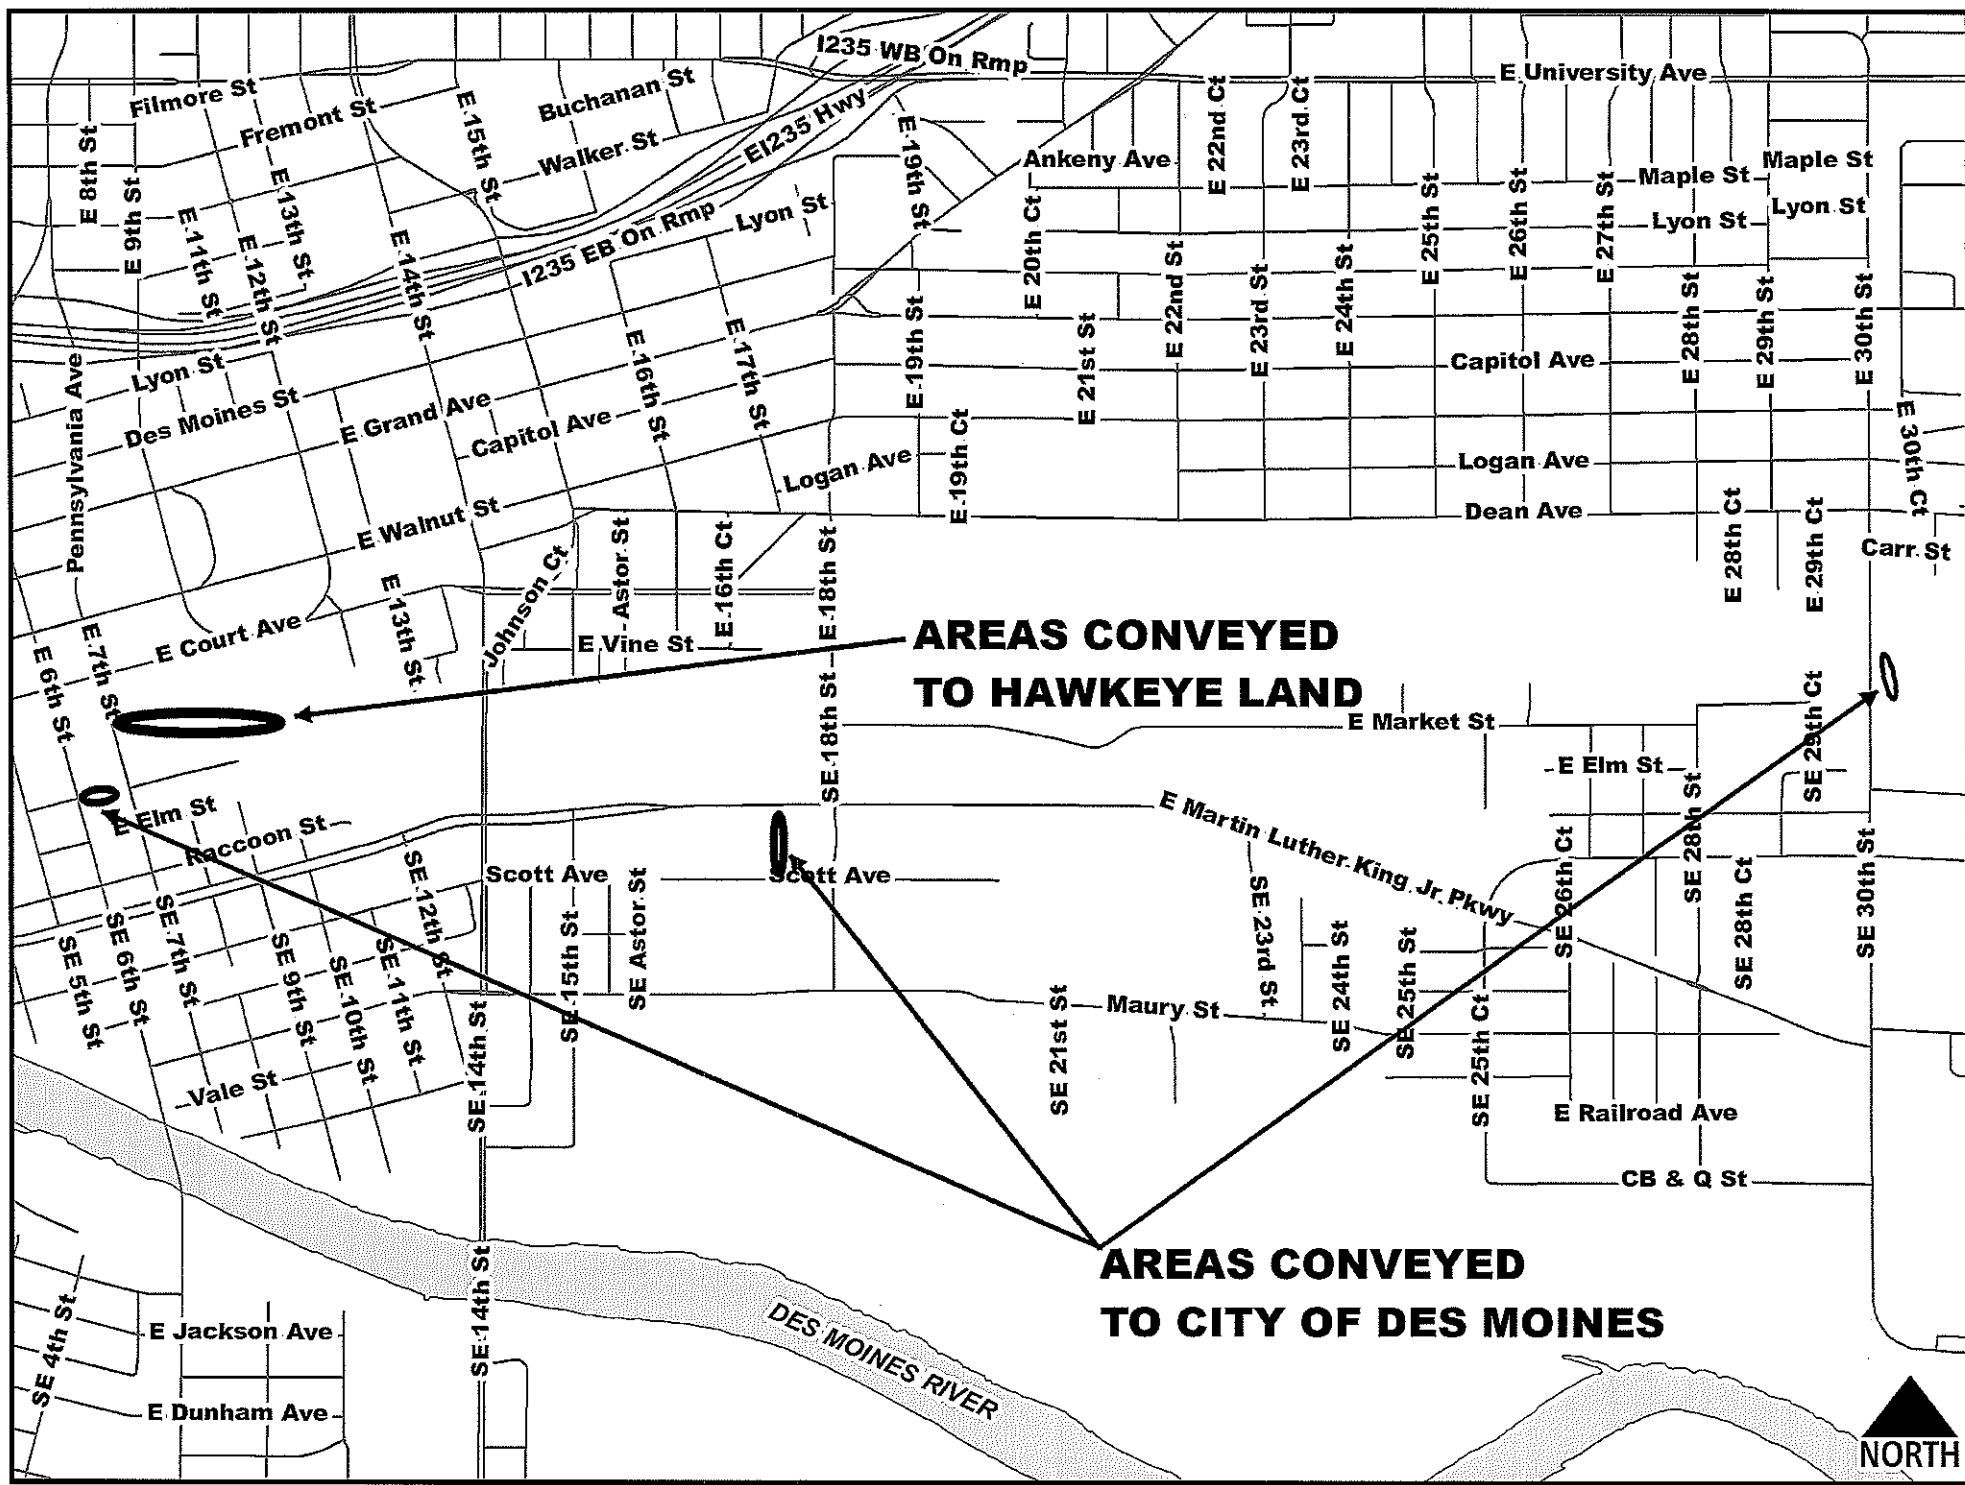 I235 WB On Rmp
E University Ave
Filmore St
Fremont St
E 15th St
Buchanan St
Walker St
EI235 Hwy
E 19th St
E 22nd Ct
E 23rd Ct
Ankeny Ave
Maple St
Maple St
E 8th St
E 9th St
E 11th St
E 12th St
E 13th St
E 14th St
I235 EB On Rmp
Lyon St
E 20th Ct
E 25th St
E 26th St
E 27th St
Lyon St
Lyon St
E 22nd St
E 23rd St
E 24th St
E 28th St
E 29th St
E 30th St
E 19th St
E 21st St
E 16th St
E 17th St
Capitol Ave
Pennsylvania Ave
Lyon St
Des Moines St
E Grand Ave
Capitol Ave
Logan Ave
E 19th Ct
Logan Ave
E 30th Ct
E Walnut St
Dean Ave
E 28th Ct
E 29th Ct
Carr St
Johnson Ct
Astor St
E 16th Ct
E 18th St
E 13th St
E Court Ave
E Vine St
E 6th St
E 7th St
AREAS CONVEYED
TO HAWKEYE LAND
E Market St
SE 18th St
SE 29th Ct
E Elm St
E Elm St
Raccoon St
E Martin Luther King Jr Pkwy
SE 28th St
Scott Ave
Scott Ave
SE 12th St
SE 15th St
SE Astor St
SE 23rd St
SE 24th St
SE 25th St
SE 26th Ct
SE 28th Ct
SE 30th St
SE 5th St
SE 6th St
SE 7th St
SE 9th St
SE 10th St
SE 11th St
SE 14th St
SE 21st St
Maury St
SE 25th Ct
Vale St
E Railroad Ave
CB & Q St
AREAS CONVEYED
TO CITY OF DES MOINES
SE 14th St
DES MOINES RIVER
SE 4th St
E Jackson Ave
E Dunham Ave
NORTH